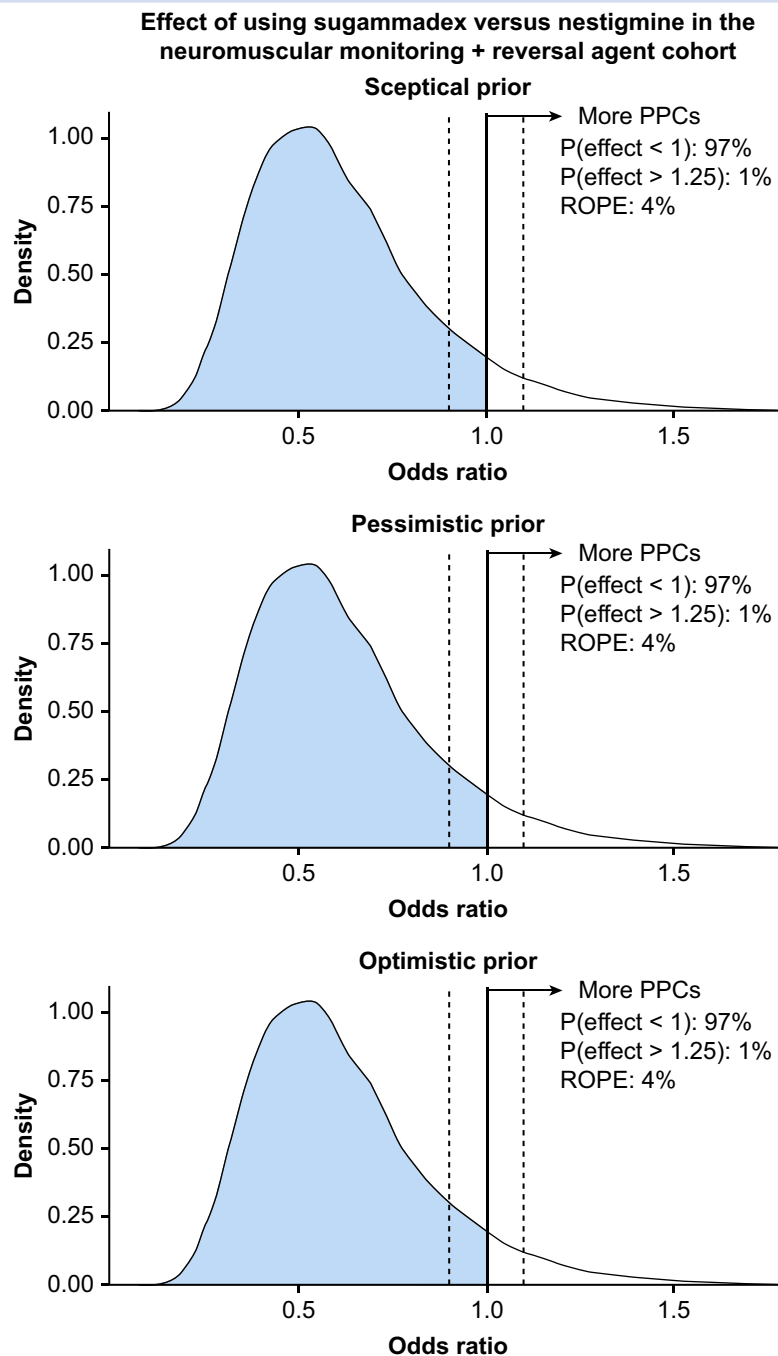 Effect of using sugammadex versus nestigmine in the
neuromuscular monitoring + reversal agent cohort
Sceptical prior
More PPCs
P(effect < 1): 97%
P(effect > 1.25): 1%
ROPE: 4%
1.00
0.75
0.50
0.25
0.00
Density
0.5 1.0 1.5
Odds ratio
Pessimistic prior
More PPCs
P(effect < 1): 97%
P(effect > 1.25): 1%
ROPE: 4%
1.00
0.75
0.50
0.25
0.00
Density
0.5 1.0 1.5
Odds ratio
Optimistic prior
More PPCs
P(effect < 1): 97%
P(effect > 1.25): 1%
ROPE: 4%
1.00
0.75
0.50
0.25
0.00
Density
0.5 1.0 1.5
Odds ratio